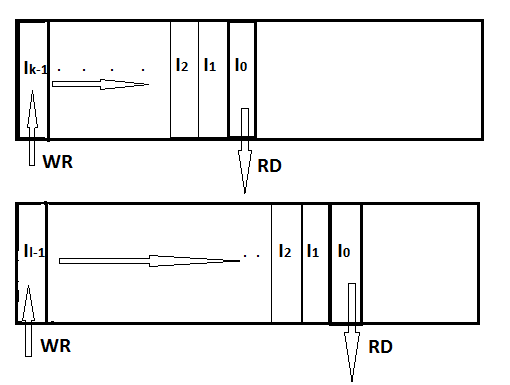 Ik-1 . . . . I2 I1 I0
WR RD
Il-1 . . I2 I1 I0
WR RD